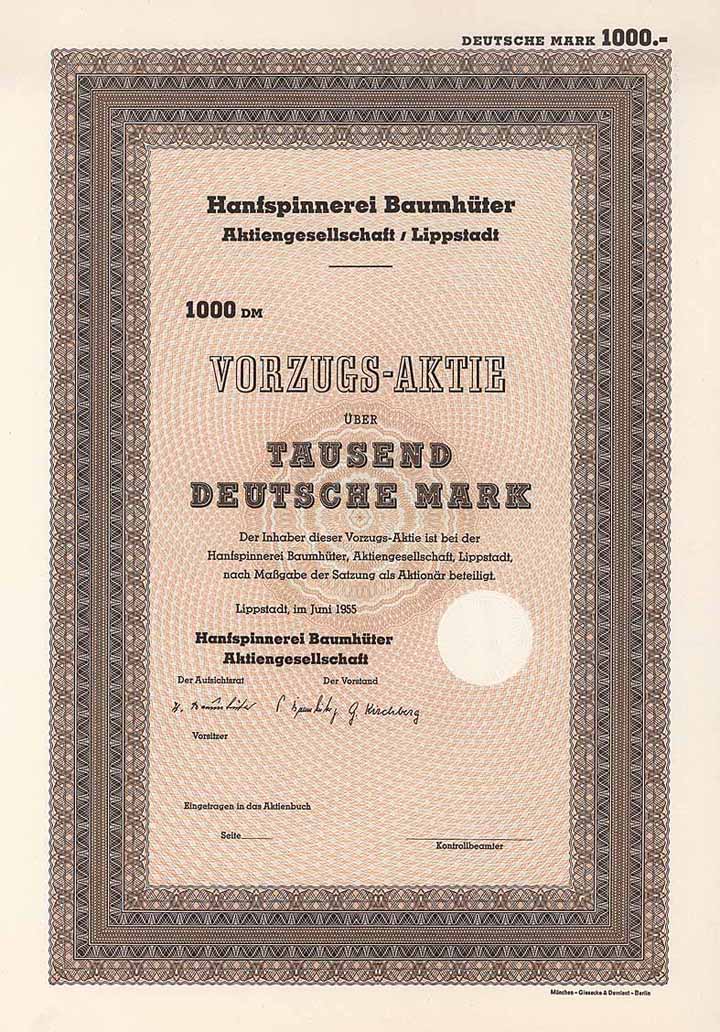 DEUTSCHE MARK 1000.-
Hanfspinnerei Baumhüter
Aktiengesellschaft / Lippstadt
1000 DM
VORZUGS-AKTIE
ÜBER
TAUSEND
DEUTSCHE MARK
Der Inhaber dieser Vorzugs-Aktie ist bei der
Hanfspinnerei Baumhüter, Aktiengesellschaft, Lippstadt,
nach Maßgabe der Satzung als Aktionär beteiligt.
Lippstadt, im Juni 1955
Hanfspinnerei Baumhüter
Aktiengesellschaft
Der Aufsichtsrat Der Vorstand
G. Kirchberg
Vorsitzer
Eingetragen in das Aktienbuch
Seite
Kontrollbeamter
München - Giesecke & Devrient - Berlin